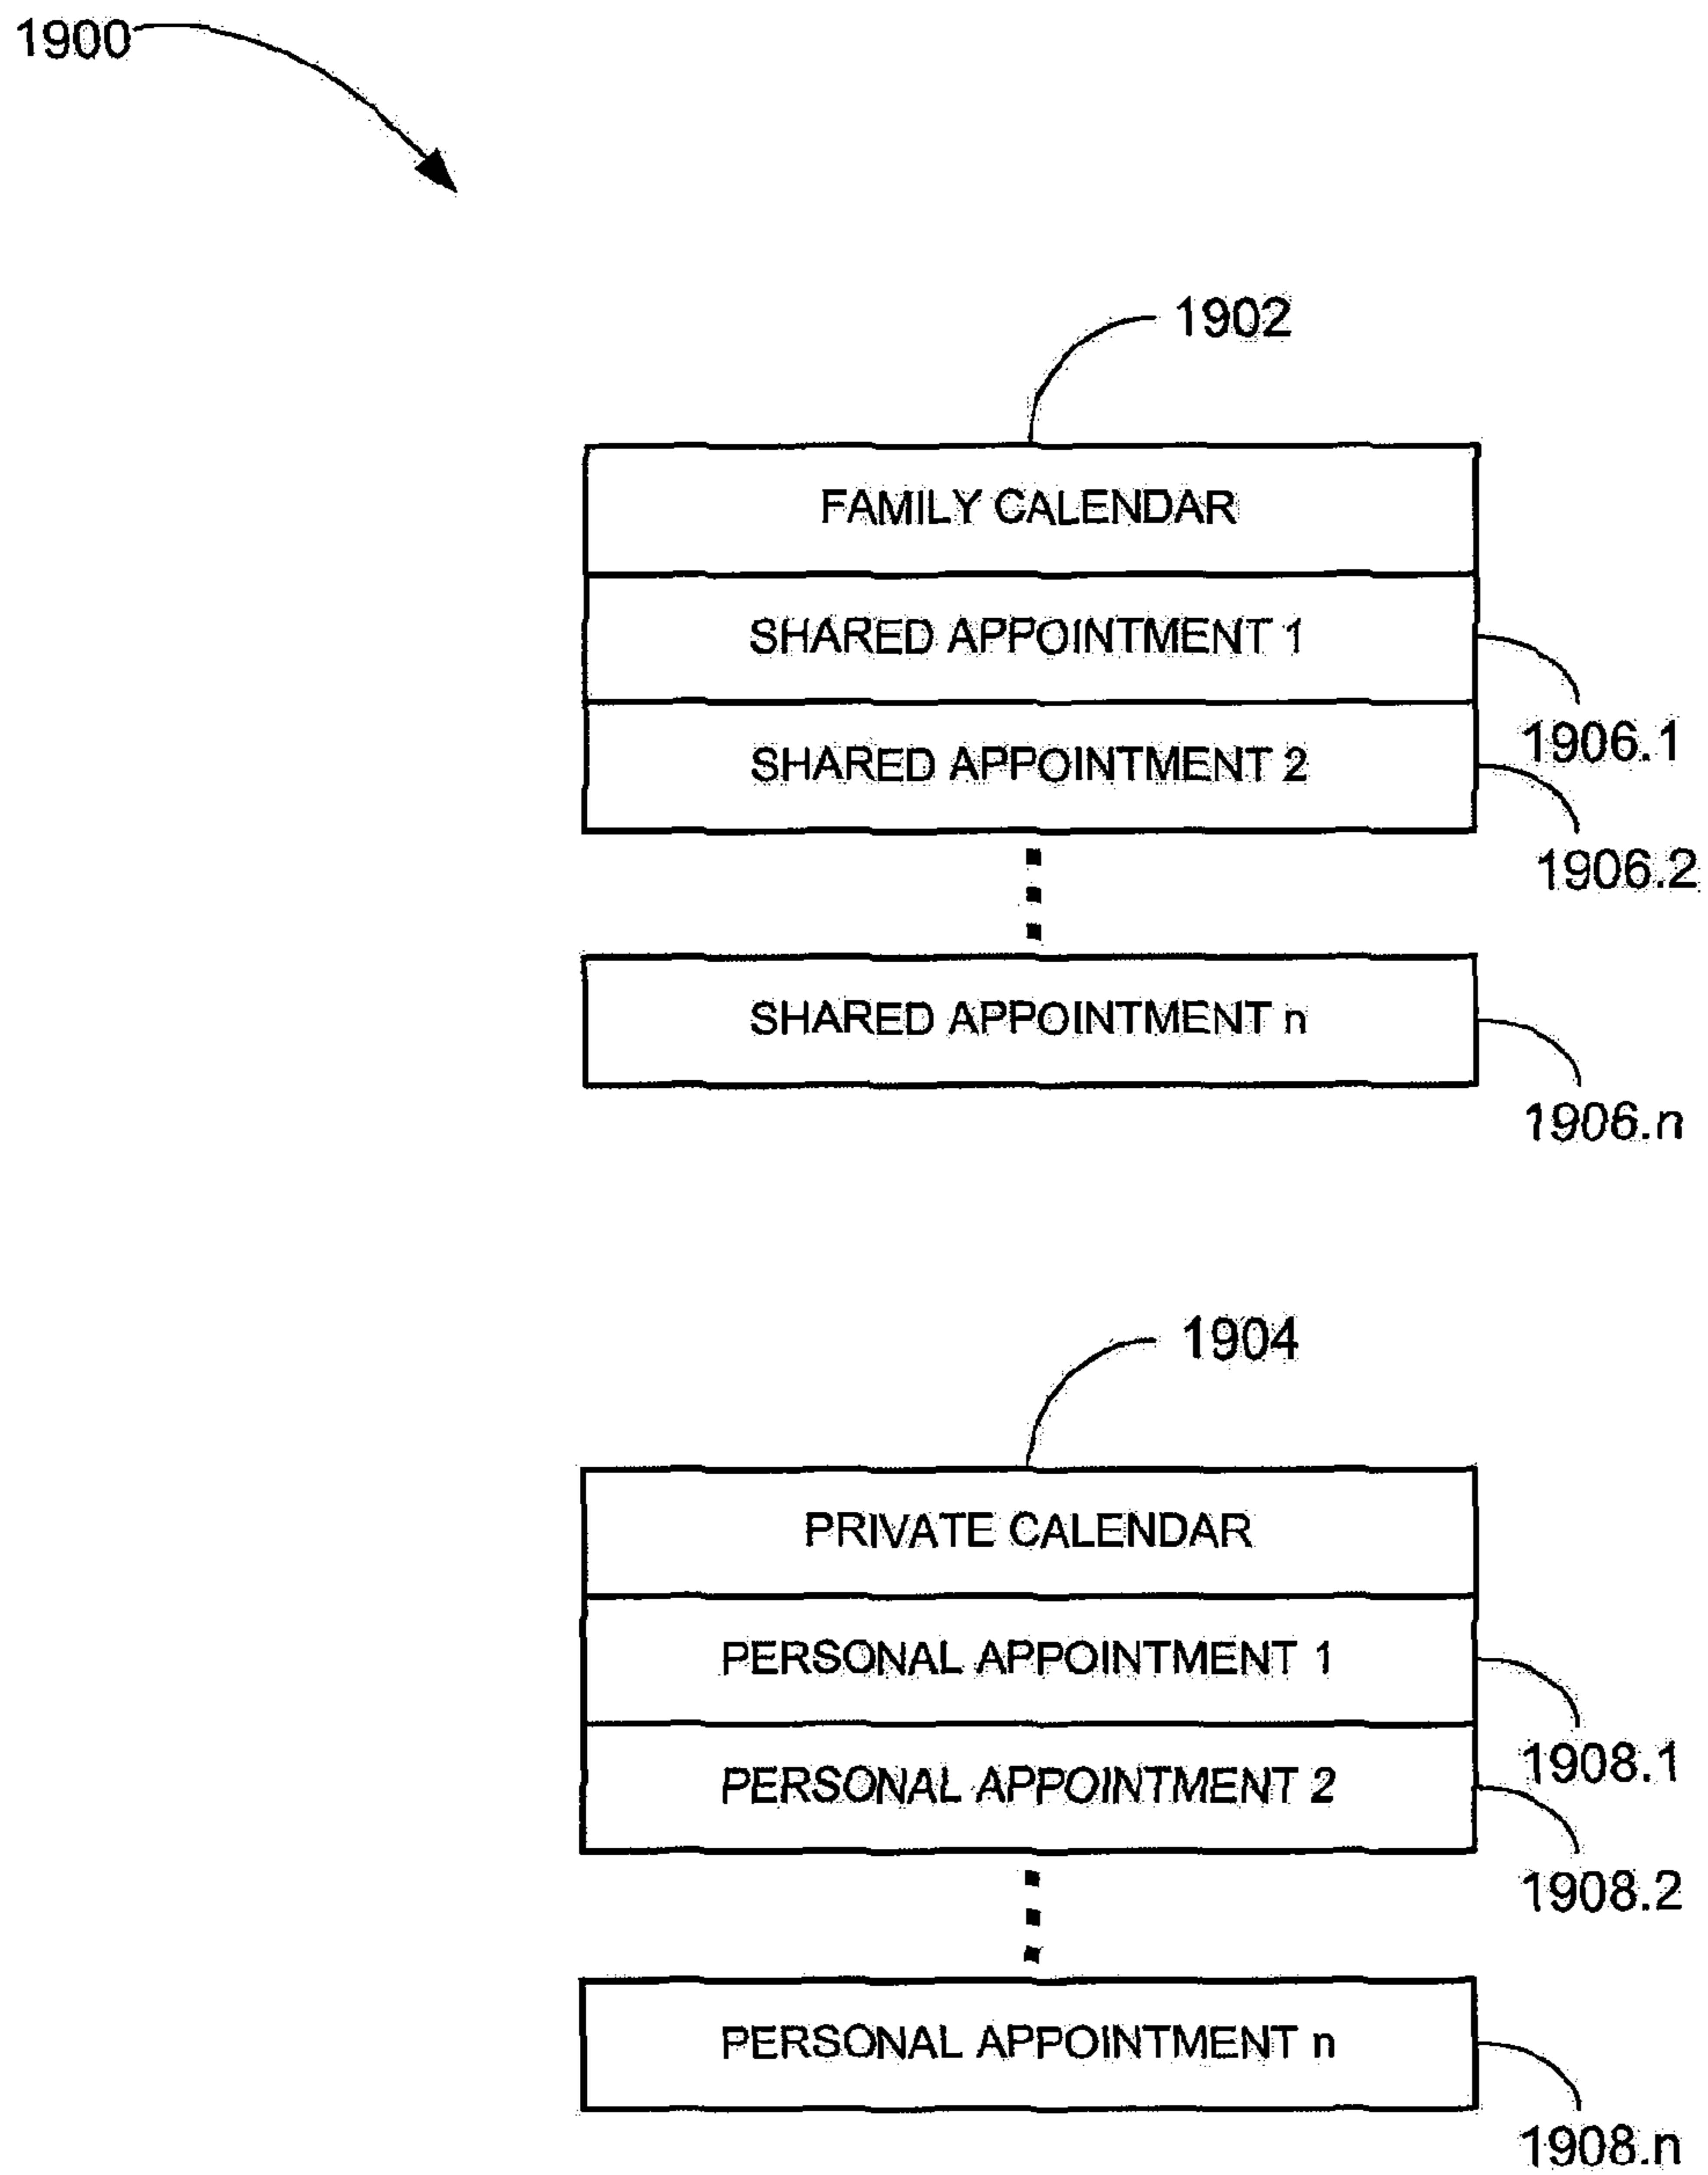 1900
1902
FAMILY CALENDAR
SHARED APPOINTMENT 1
1906.1
SHARED APPOINTMENT 2
1906.2
SHARED APPOINTMENT n
1906.n
1904
PRIVATE CALENDAR
PERSONAL APPOINTMENT 1
1908.1
PERSONAL APPOINTMENT 2
1908.2
PERSONAL APPOINTMENT n
1908.n